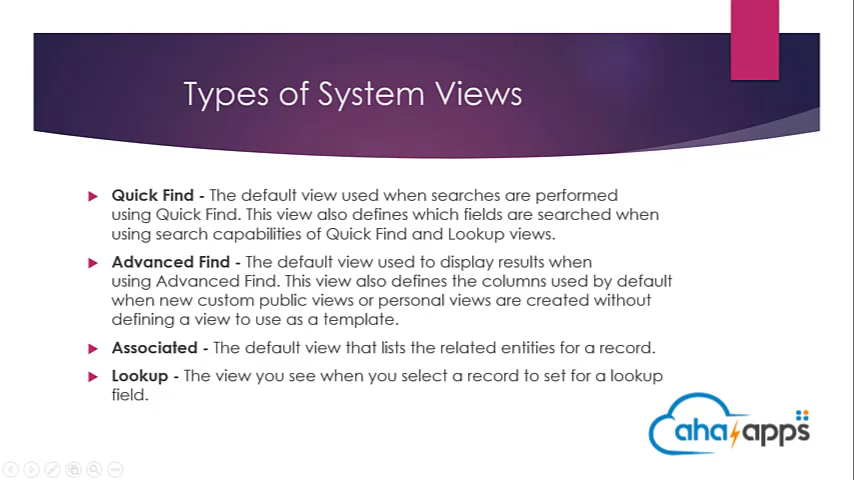 Types of System Views
Quick Find - The default view used when searches are performed
using Quick Find. This view also defines which fields are searched when
using search capabilities of Quick Find and Lookup views.
Advanced Find - The default view used to display results when
using Advanced Find. This view also defines the columns used by default
when new custom public views or personal views are created without
defining a view to use as a template.
Associated - The default view that lists the related entities for a record.
Lookup - The view you see when you select a record to set for a lookup
field.
aha apps